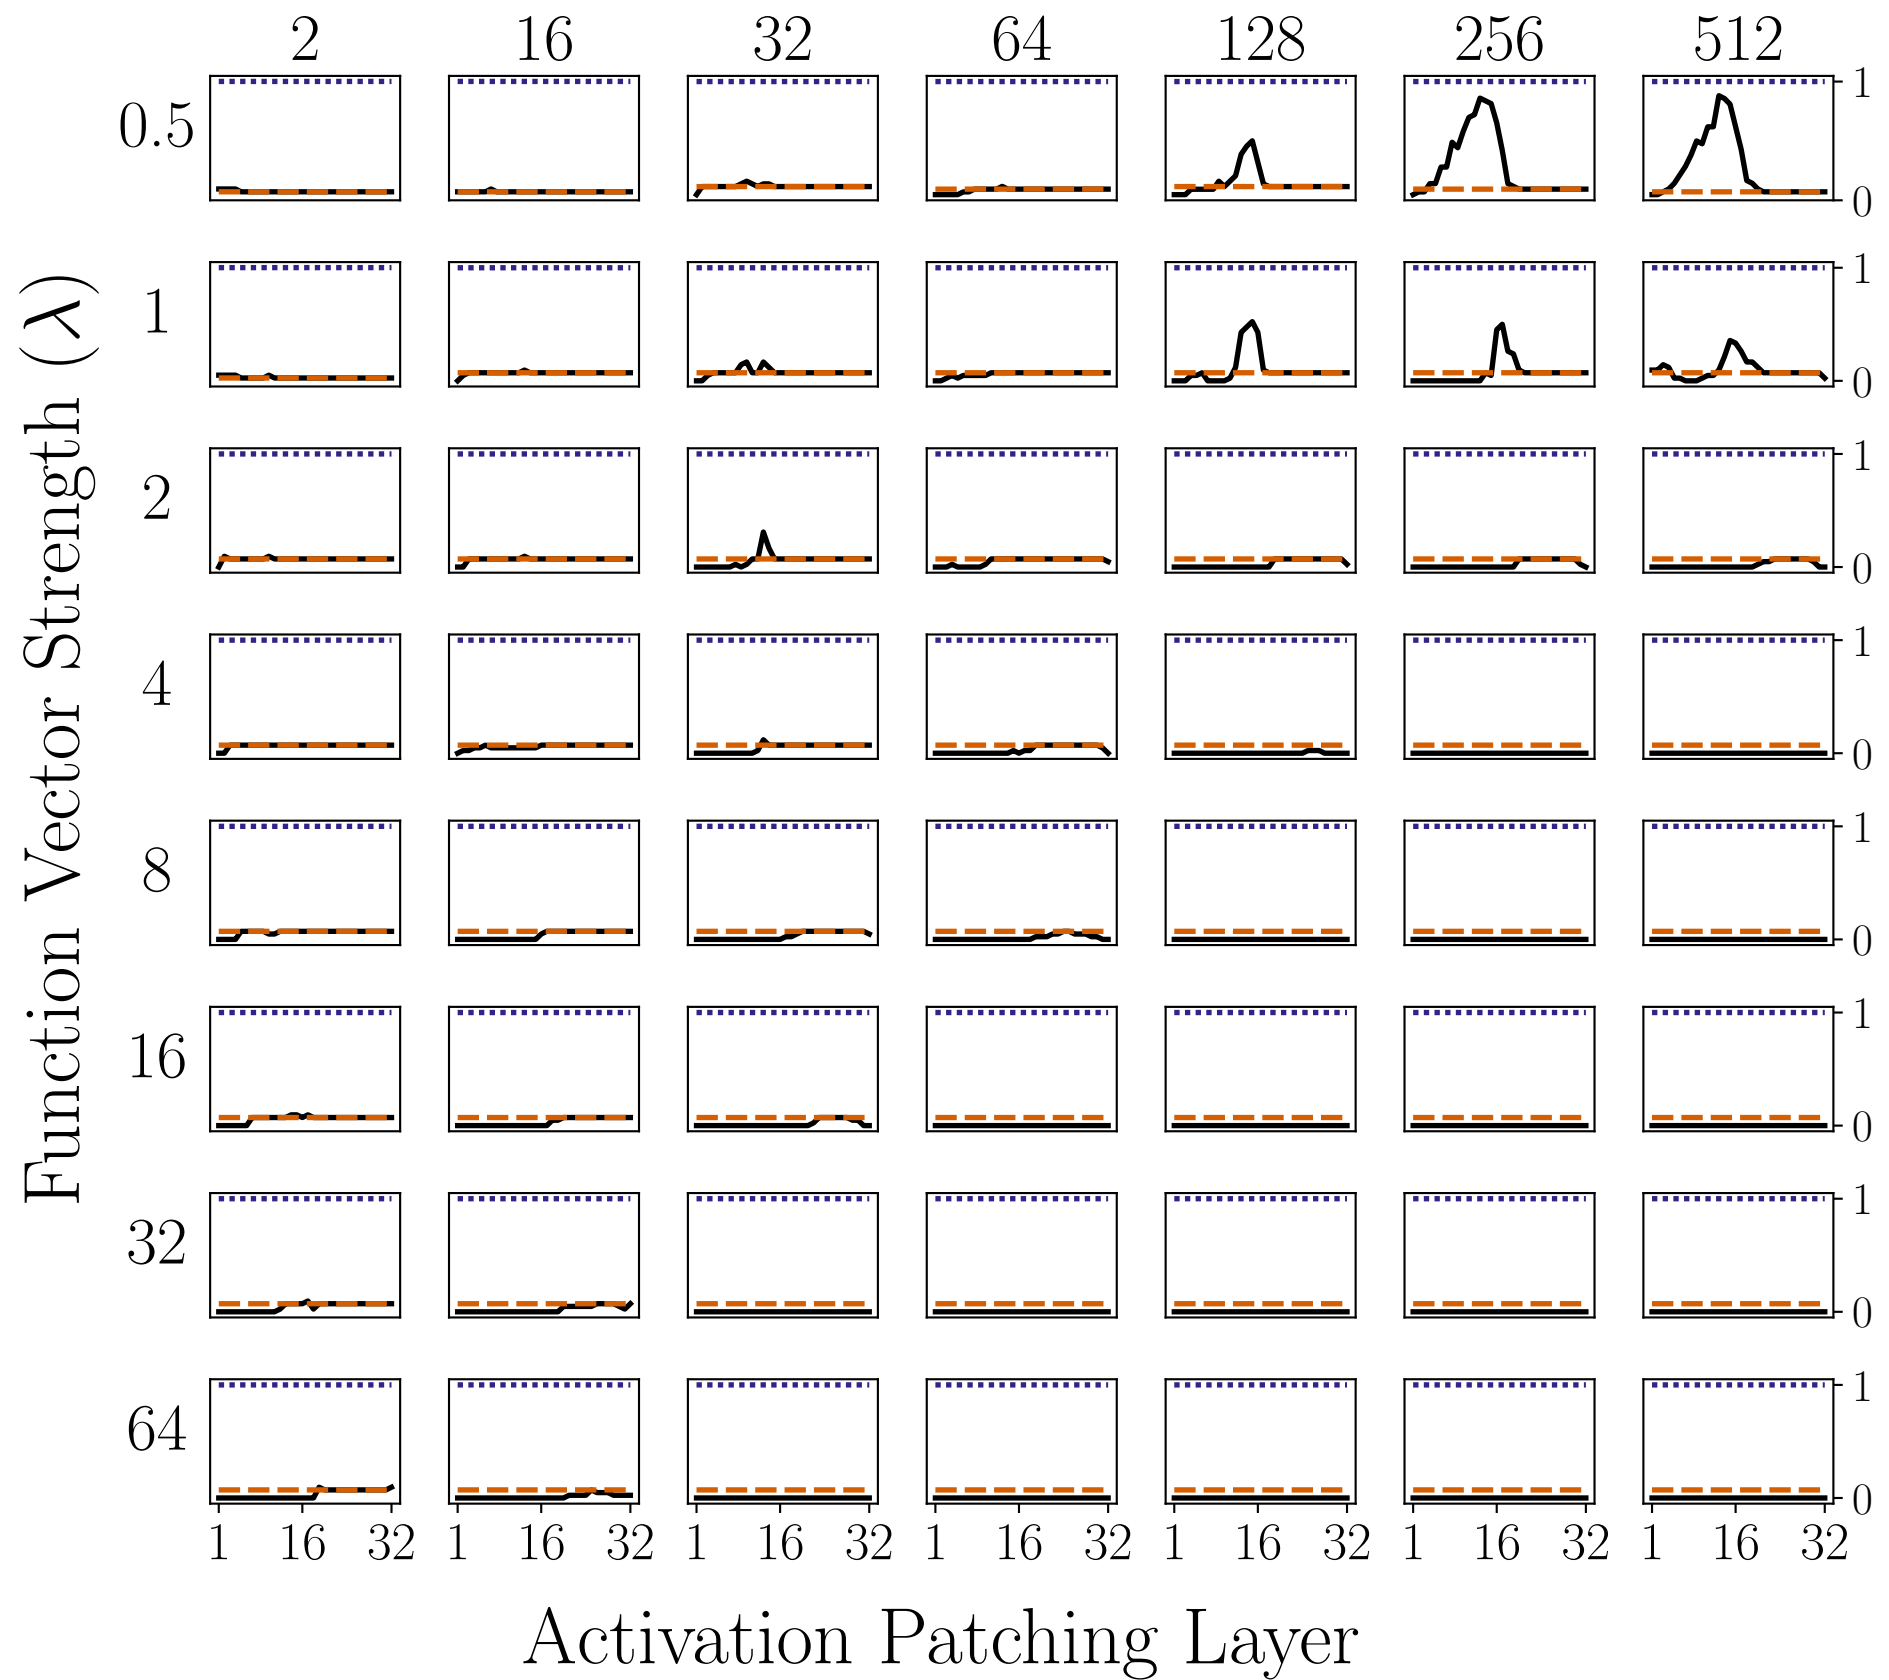 2 16 32 64 128 256 512
Function Vector Strength (λ)
0.5 1 0
1 1 0
2 1 0
4 1 0
8 1 0
16 1 0
32 1 0
64 1 0
1 16 32 1 16 32 1 16 32 1 16 32 1 16 32 1 16 32 1 16 32
Activation Patching Layer